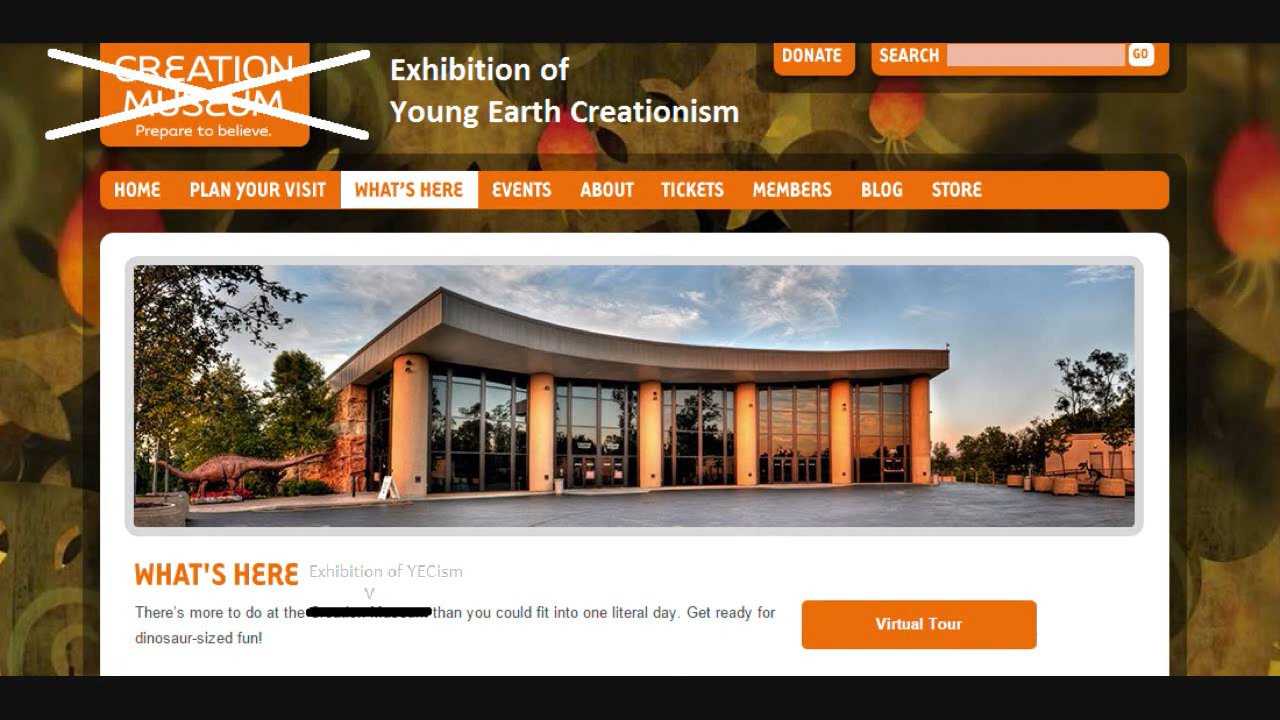 CREATION
MUSEUM
Prepare to believe.
Exhibition of
Young Earth Creationism
DONATE
SEARCH
GO
HOME PLAN YOUR VISIT WHAT'S HERE EVENTS ABOUT TICKETS MEMBERS BLOG STORE
WHAT'S HERE
Exhibition of YECism
V
There's more to do at the Creation Museum than you could fit into one literal day. Get ready for
dinosaur-sized fun!
Virtual Tour